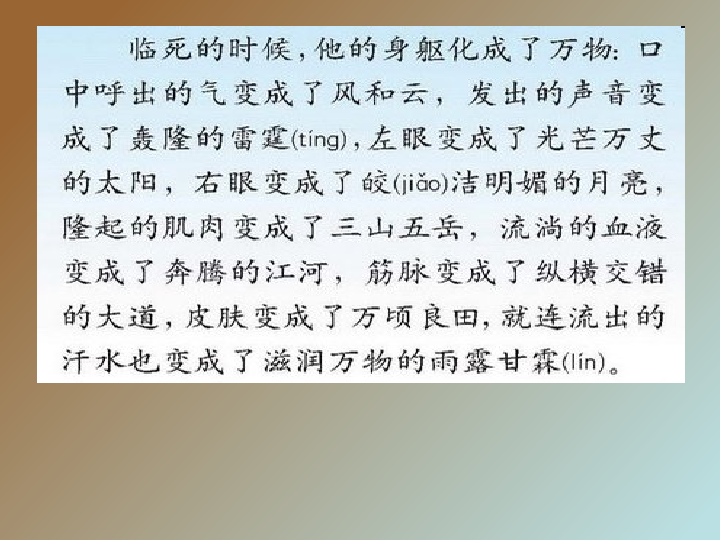 临死的时候,他的身躯化成了万物:口
中呼出的气变成了风和云，发出的声音变
成了轰隆的雷霆(tíng),左眼变成了光芒万丈
的太阳，右眼变成了皎(jiǎo)洁明媚的月亮，
隆起的肌肉变成了三山五岳，流淌的血液
变成了奔腾的江河，筋脉变成了纵横交错
的大道,皮肤变成了万顷良田,就连流出的
汗水也变成了滋润万物的雨露甘霖(lín)。